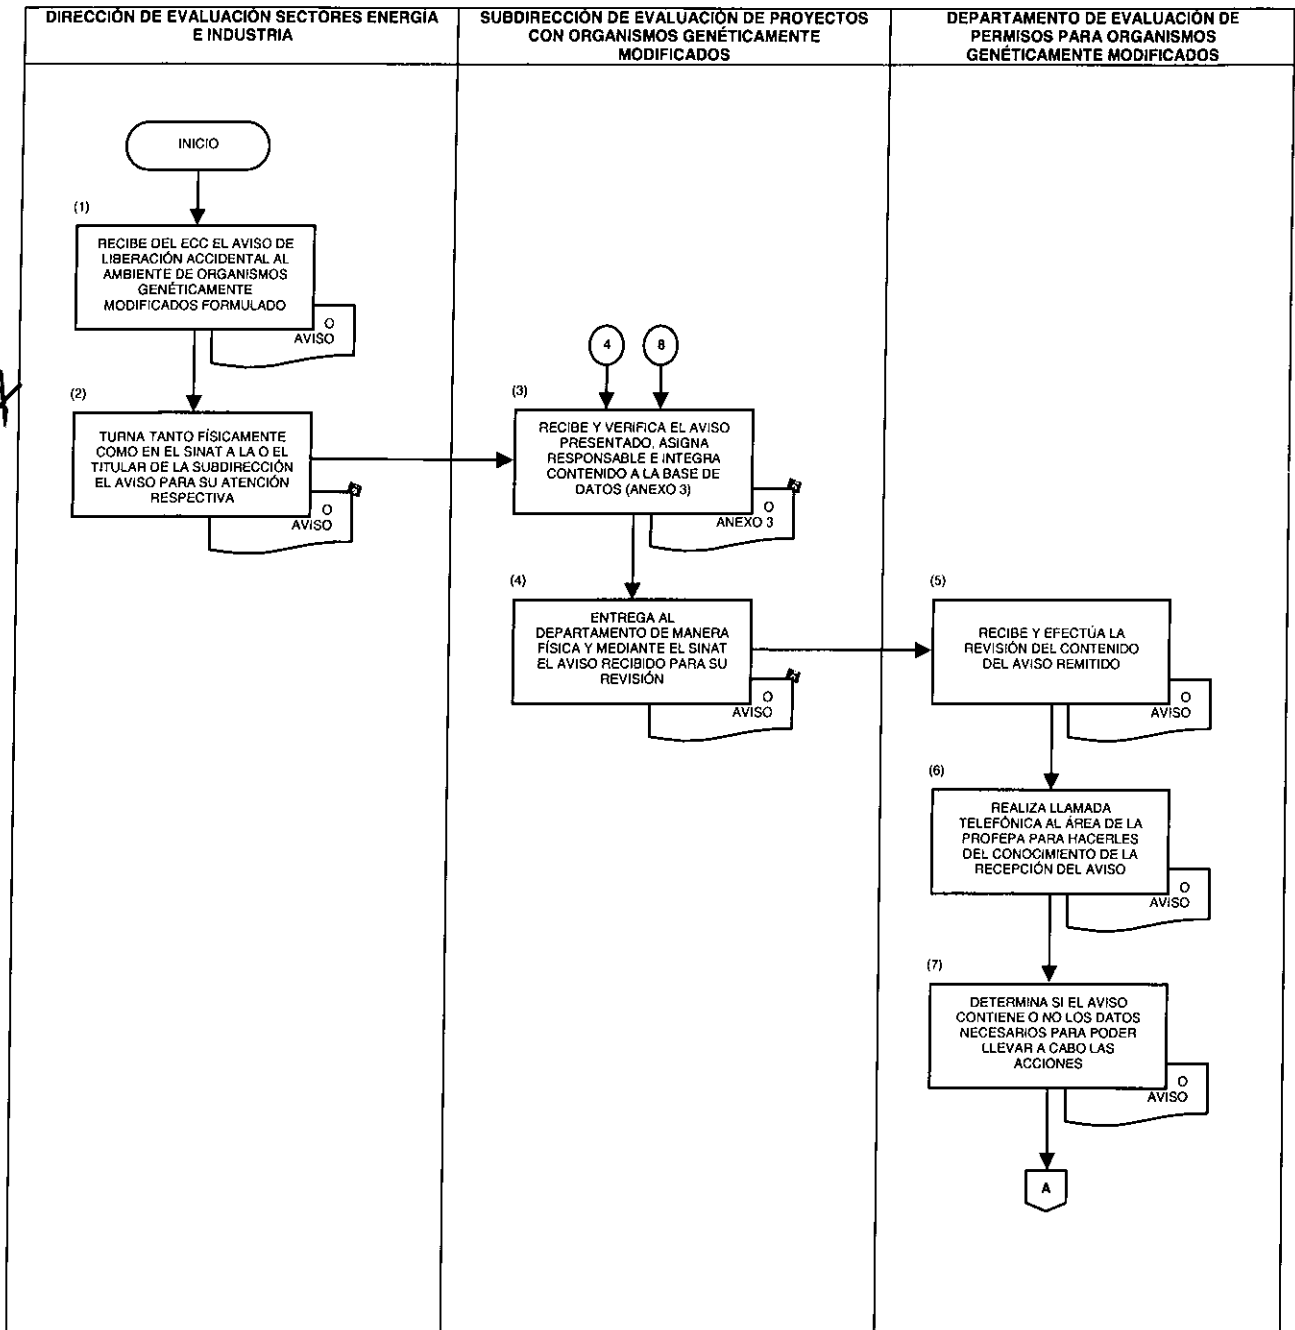 DIRECCIÓN DE EVALUACIÓN SECTORES ENERGÍA
E INDUSTRIA
SUBDIRECCIÓN DE EVALUACIÓN DE PROYECTOS
CON ORGANISMOS GENÉTICAMENTE
MODIFICADOS
DEPARTAMENTO DE EVALUACIÓN DE
PERMISOS PARA ORGANISMOS
GENÉTICAMENTE MODIFICADOS
INICIO
(1)
RECIBE DEL ECC EL AVISO DE
LIBERACIÓN ACCIDENTAL AL
AMBIENTE DE ORGANISMOS
GENÉTICAMENTE
MODIFICADOS FORMULADO
O
AVISO
(2)
TURNA TANTO FÍSICAMENTE
COMO EN EL SINAT A LA O EL
TITULAR DE LA SUBDIRECCIÓN
EL AVISO PARA SU ATENCIÓN
RESPECTIVA
O
AVISO
4
8
(3)
RECIBE Y VERIFICA EL AVISO
PRESENTADO, ASIGNA
RESPONSABLE E INTEGRA
CONTENIDO A LA BASE DE
DATOS (ANEXO 3)
O
ANEXO 3
(4)
ENTREGA AL
DEPARTAMENTO DE MANERA
FÍSICA Y MEDIANTE EL SINAT
EL AVISO RECIBIDO PARA SU
REVISIÓN
O
AVISO
(5)
RECIBE Y EFECTÚA LA
REVISIÓN DEL CONTENIDO
DEL AVISO REMITIDO
O
AVISO
(6)
REALIZA LLAMADA
TELEFÓNICA AL ÁREA DE LA
PROFEPA PARA HACERLES
DEL CONOCIMIENTO DE LA
RECEPCIÓN DEL AVISO
O
AVISO
(7)
DETERMINA SI EL AVISO
CONTIENE O NO LOS DATOS
NECESARIOS PARA PODER
LLEVAR A CABO LAS
ACCIONES
O
AVISO
A